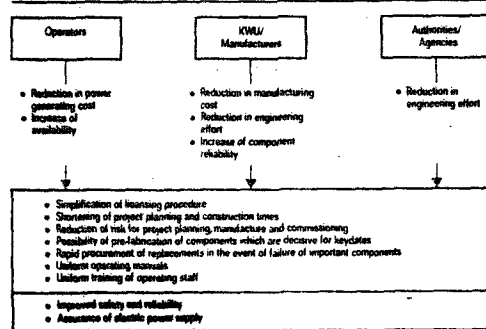 Operators
KWU/
Manufacturers
Authorities/
Agencies
• Reduction in power
generating cost
• Increase of
availability
• Reduction in manufacturing
cost
• Reduction in engineering
effort
• Increase of component
reliability
• Reduction in
engineering effort
• Simplification of licensing procedure
• Shortening of project planning and construction times
• Reduction of risk for project planning, manufacture and commissioning
• Possibility of pre-fabrication of components which are decisive for keydates
• Rapid procurement of replacements in the event of failure of important components
• Uniform operating manuals
• Uniform training of operating staff
• Improved safety and reliability
• Assurance of electric power supply